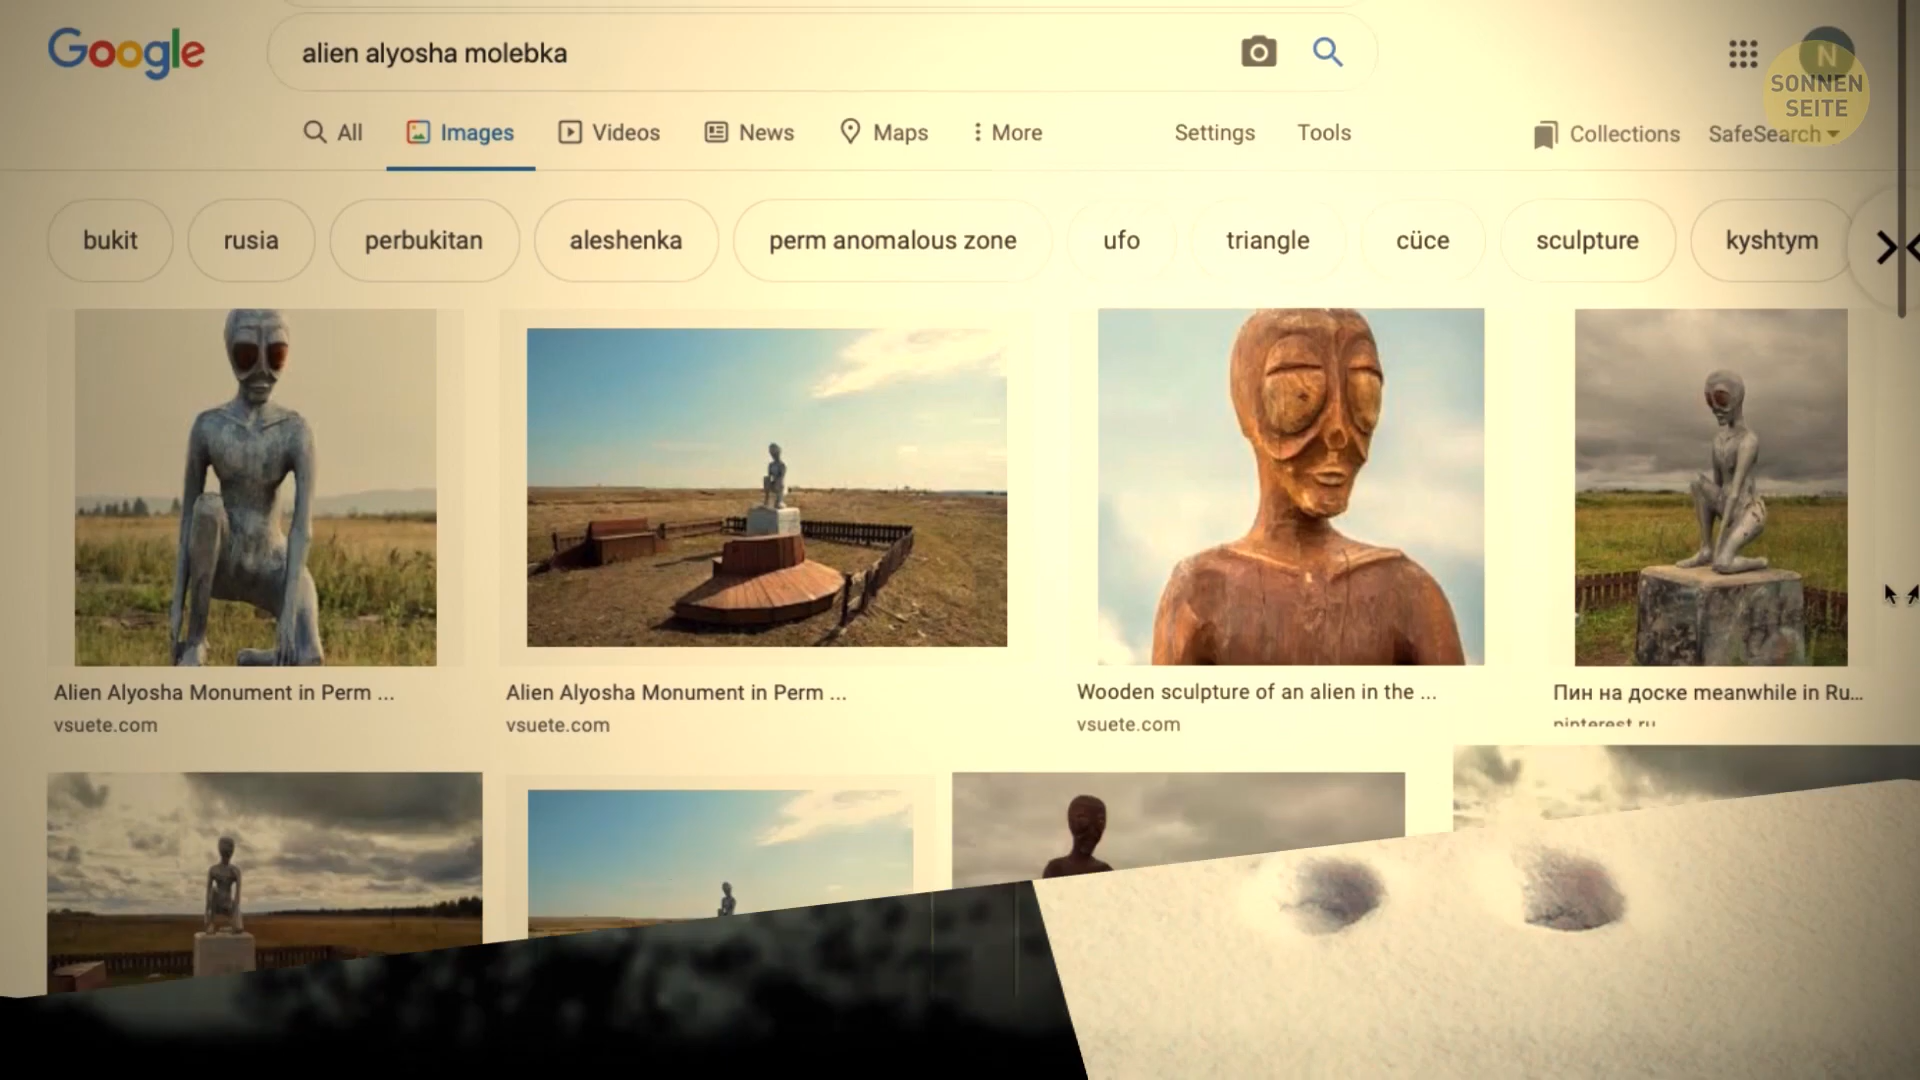 Google
alien alyosha molebka
N
SONNEN
SEITE
All
Images
Videos
News
Maps
More
Settings
Tools
Collections
SafeSearch
bukit
rusia
perbukitan
aleshenka
perm anomalous zone
ufo
triangle
cüce
sculpture
kyshtym
Alien Alyosha Monument in Perm ...
vsuete.com
Alien Alyosha Monument in Perm ...
vsuete.com
Wooden sculpture of an alien in the ...
vsuete.com
Пин на доске meanwhile in Ru...
pinterest.ru